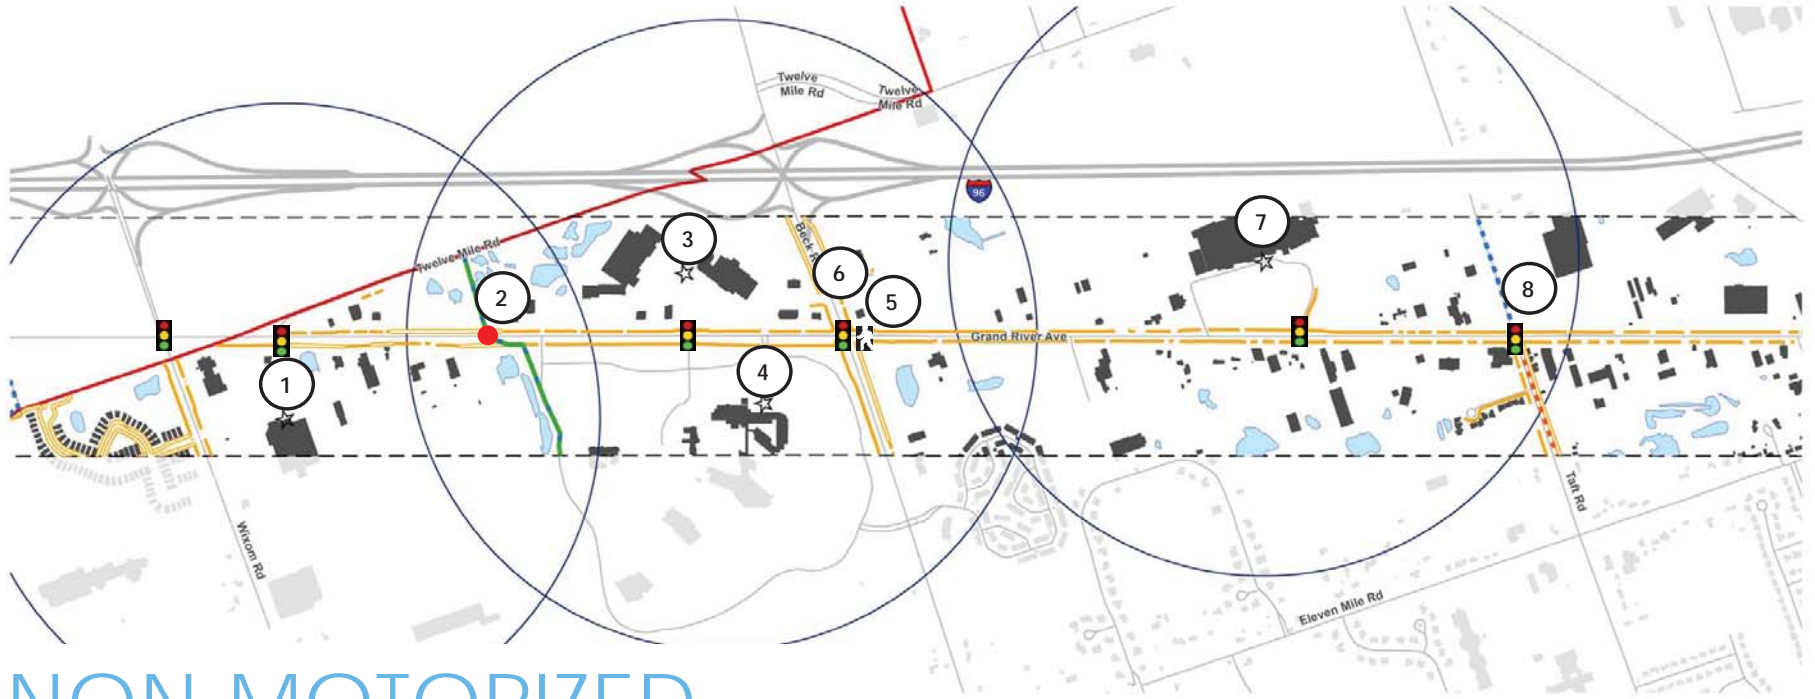 Twelve
Mile Rd
Twelve
Mile Rd
96
Twelve Mile Rd
Beck R
1
2
3
4
5
6
7
8
Grand River Ave
Wixom Rd
Taft Rd
Eleven Mile Rd
NON-MOTORIZED